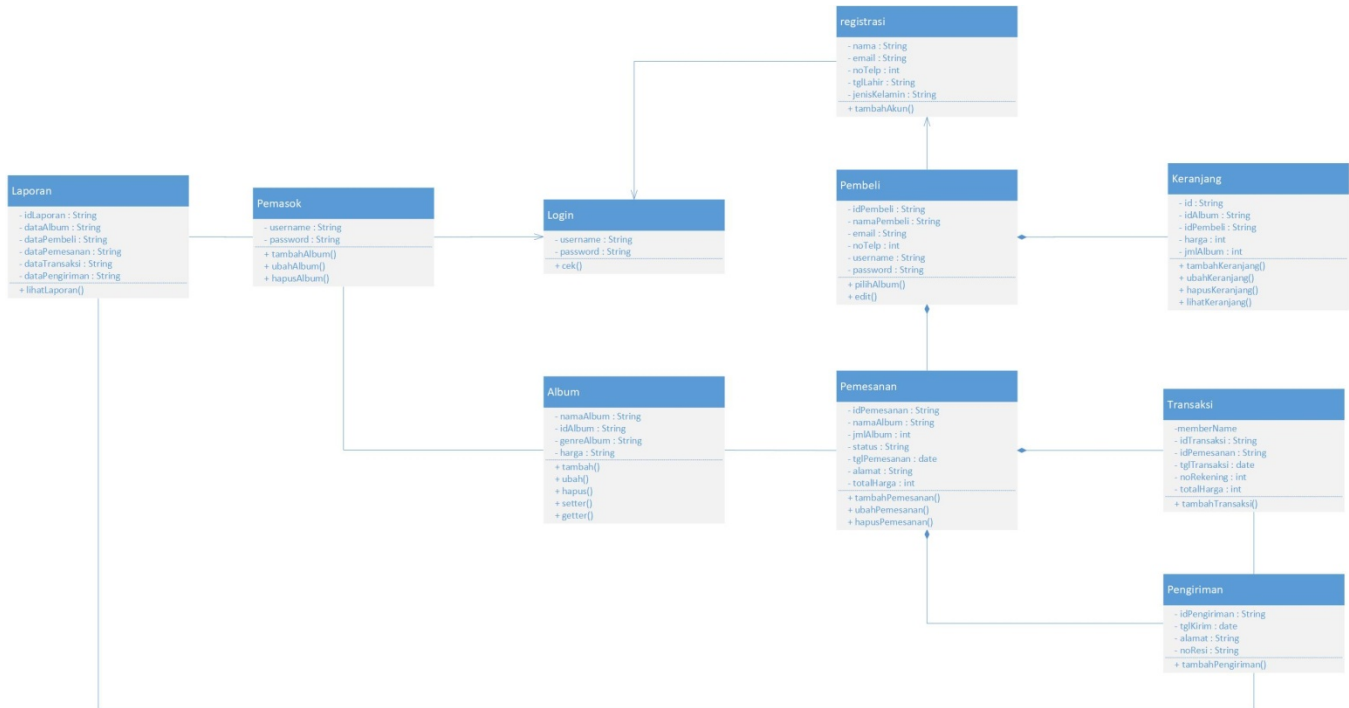 registrasi
- nama : String
- email : String
- noTelp : int
- tglLahir : String
- jenisKelamin : String
+ tambahAkun()
Laporan
- idLaporan : String
- dataAlbum : String
- dataPembeli : String
- dataPemesanan : String
- dataTransaksi : String
- dataPengiriman : String
+ lihatLaporan()
Pemasok
- username : String
- password : String
+ tambahAlbum()
+ ubahAlbum()
+ hapusAlbum()
Login
- username : String
- password : String
+ cek()
Pembeli
- idPembeli : String
- namaPembeli : String
- email : String
- noTelp : int
- username : String
- password : String
+ pilihAlbum()
+ edit()
Keranjang
- id : String
- idAlbum : String
- idPembeli : String
- harga : int
- jmlAlbum : int
+ tambahKeranjang()
+ ubahKeranjang()
+ hapusKeranjang()
+ lihatKeranjang()
Album
- namaAlbum : String
- idAlbum : String
- genreAlbum : String
- harga : String
+ tambah()
+ ubah()
+ hapus()
+ setter()
+ getter()
Pemesanan
- idPemesanan : String
- namaAlbum : String
- jmlAlbum : int
- status : String
- tglPemesanan : date
- alamat : String
- totalHarga : int
+ tambahPemesanan()
+ ubahPemesanan()
+ hapusPemesanan()
Transaksi
-memberName
- idTransaksi : String
- idPemesanan : String
- tglTransaksi : date
- noRekening : int
- totalHarga : int
+ tambahTransaksi()
Pengiriman
- idPengiriman : String
- tglKirim : date
- alamat : String
- noResi : String
+ tambahPengiriman()